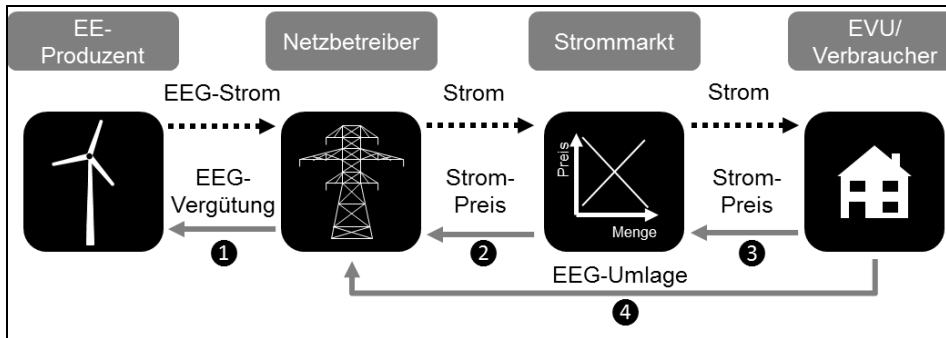 EE-
Produzent
Netzbetreiber
Strommarkt
EVU/
Verbraucher
EEG-Strom
Strom
Strom
EEG-
Vergütung
Strom-
Preis
Preis
Menge
Strom-
Preis
1
2
3
EEG-Umlage
4